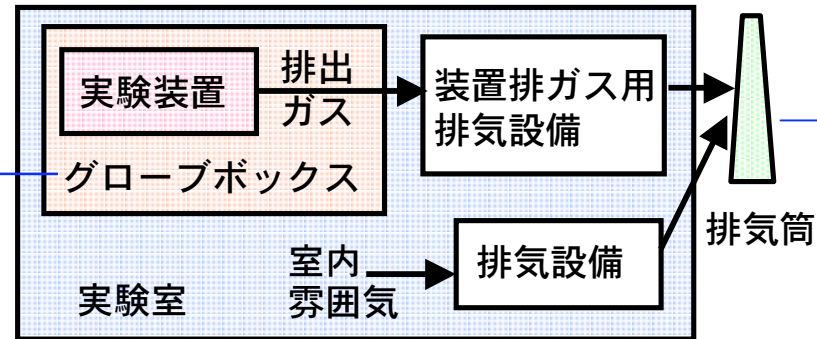 実験装置
排出
ガス
装置排ガス用
排気設備
グローブボックス
排気筒
室内
雰囲気
排気設備
実験室